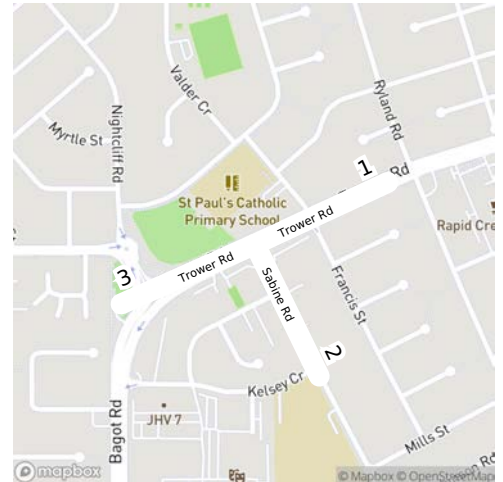 Valder Cr
Ryland Rd
Nightcliff Rd
Myrtle St
1
Rd
St Paul's Catholic
Primary School
Rapid Cre
Trower Rd
Trower Rd
3
Sabine Rd
Francis St
2
Kelsey Cr
JHV 7
Bagot Rd
Mills St
mapbox
© Mapbox © OpenStreetMap